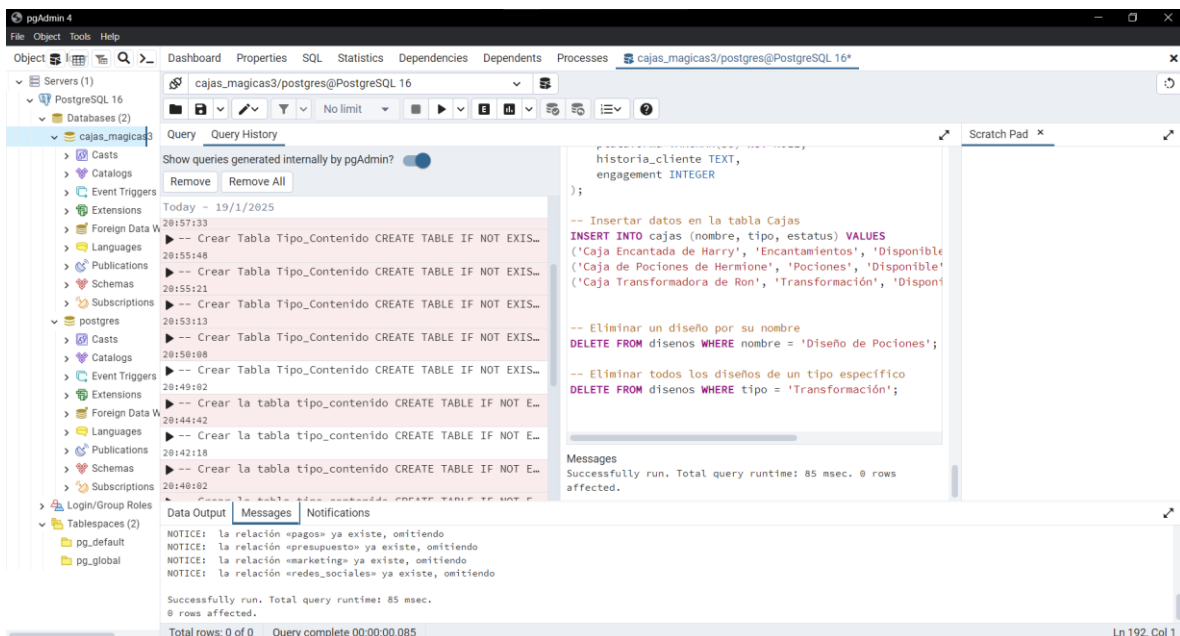 pgAdmin 4
File Object Tools Help
Object
Dashboard Properties SQL Statistics Dependencies Dependents Processes cajas_magicas3/postgres@PostgreSQL 16*
Servers (1)
PostgreSQL 16
Databases (2)
cajas_magicas3
Casts
Catalogs
Event Triggers
Extensions
Foreign Data W
Languages
Publications
Schemas
Subscriptions
postgres
Casts
Catalogs
Event Triggers
Extensions
Foreign Data W
Languages
Publications
Schemas
Subscriptions
Login/Group Roles
Tablespaces (2)
pg_default
pg_global
cajas_magicas3/postgres@PostgreSQL 16
No limit
Query Query History
Show queries generated internally by pgAdmin?
Remove Remove All
Today - 19/1/2025
20:57:33
-- Crear Tabla Tipo_Contenido CREATE TABLE IF NOT EXIS…
20:55:48
-- Crear Tabla Tipo_Contenido CREATE TABLE IF NOT EXIS…
20:55:21
-- Crear Tabla Tipo_Contenido CREATE TABLE IF NOT EXIS…
20:53:13
-- Crear Tabla Tipo_Contenido CREATE TABLE IF NOT EXIS…
20:50:08
-- Crear Tabla Tipo_Contenido CREATE TABLE IF NOT EXIS…
20:49:02
-- Crear la tabla tipo_contenido CREATE TABLE IF NOT E…
20:44:42
-- Crear la tabla tipo_contenido CREATE TABLE IF NOT E…
20:42:18
-- Crear la tabla tipo_contenido CREATE TABLE IF NOT E…
20:40:02
historia_cliente TEXT,
engagement INTEGER
);
-- Insertar datos en la tabla Cajas
INSERT INTO cajas (nombre, tipo, estatus) VALUES
('Caja Encantada de Harry', 'Encantamientos', 'Disponible
('Caja de Pociones de Hermione', 'Pociones', 'Disponible'
('Caja Transformadora de Ron', 'Transformación', 'Disponi
-- Eliminar un diseño por su nombre
DELETE FROM disenos WHERE nombre = 'Diseño de Pociones';
-- Eliminar todos los diseños de un tipo específico
DELETE FROM disenos WHERE tipo = 'Transformación';
Messages
Successfully run. Total query runtime: 85 msec. 0 rows
affected.
Scratch Pad
Data Output Messages Notifications
NOTICE: la relación «pagos» ya existe, omitiendo
NOTICE: la relación «presupuesto» ya existe, omitiendo
NOTICE: la relación «marketing» ya existe, omitiendo
NOTICE: la relación «redes_sociales» ya existe, omitiendo
Successfully run. Total query runtime: 85 msec.
0 rows affected.
Total rows: 0 of 0 Query complete 00:00:00.085 Ln 192, Col 1